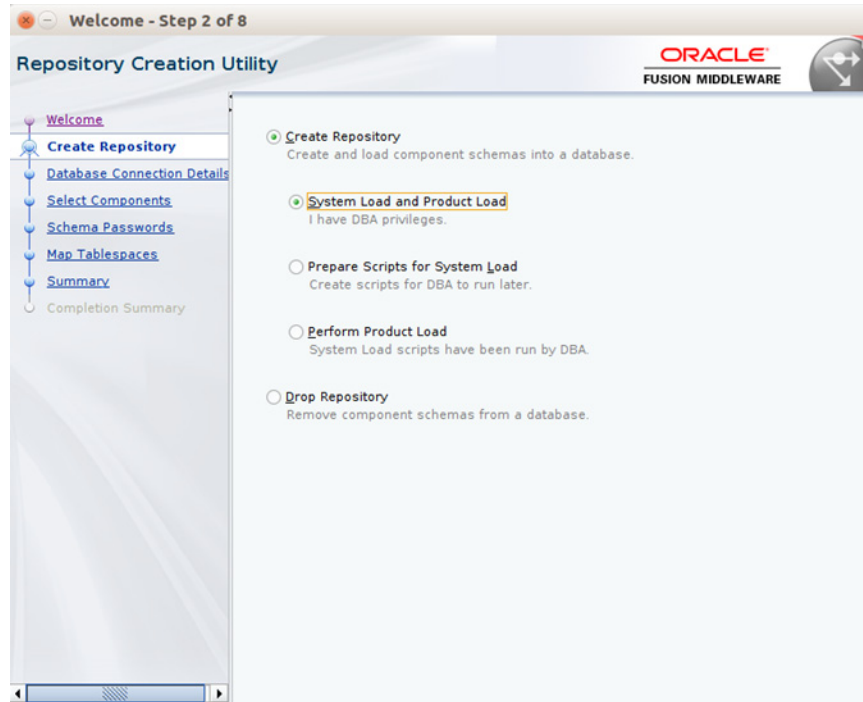 Welcome - Step 2 of 8
Repository Creation Utility
ORACLE
FUSION MIDDLEWARE
Welcome
Create Repository
Database Connection Details
Select Components
Schema Passwords
Map Tablespaces
Summary
Completion Summary
Create Repository
Create and load component schemas into a database.
System Load and Product Load
I have DBA privileges.
Prepare Scripts for System Load
Create scripts for DBA to run later.
Perform Product Load
System Load scripts have been run by DBA.
Drop Repository
Remove component schemas from a database.